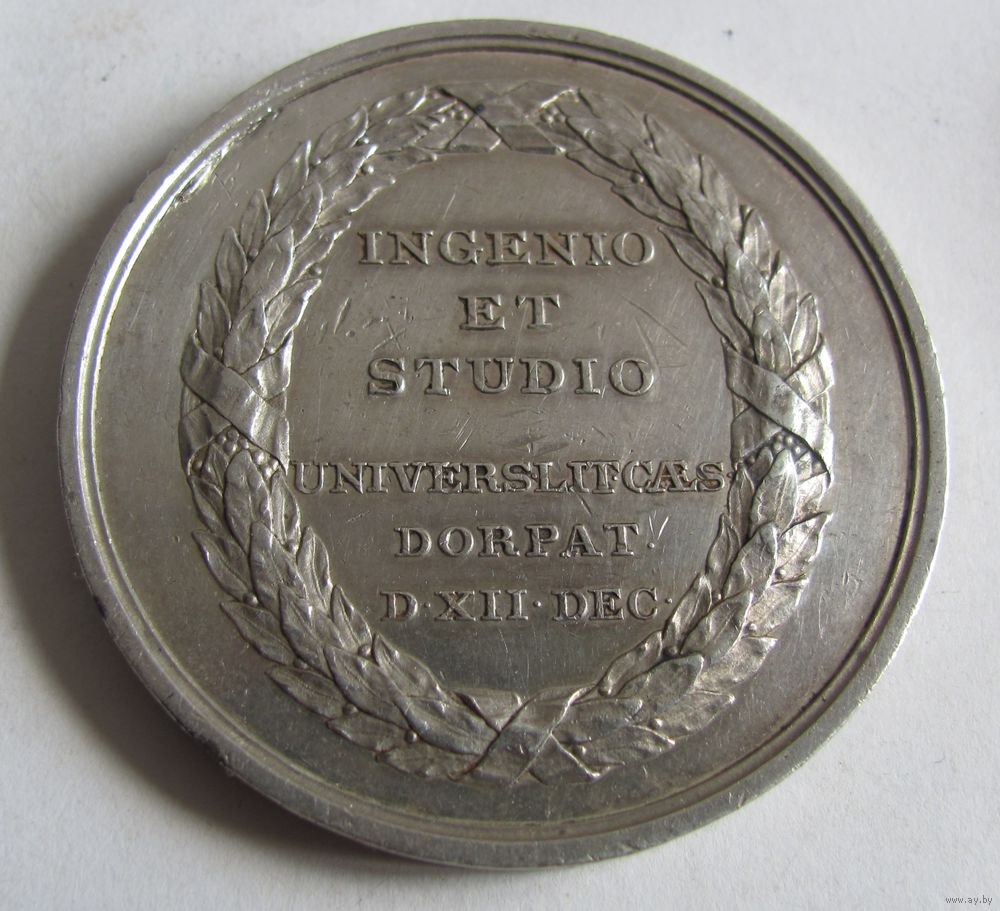 INGENIO
ET
STUDIO
UNIVERS·LIT·CÆS·
DORPAT·
D·XII·DEC·
www.ay.by